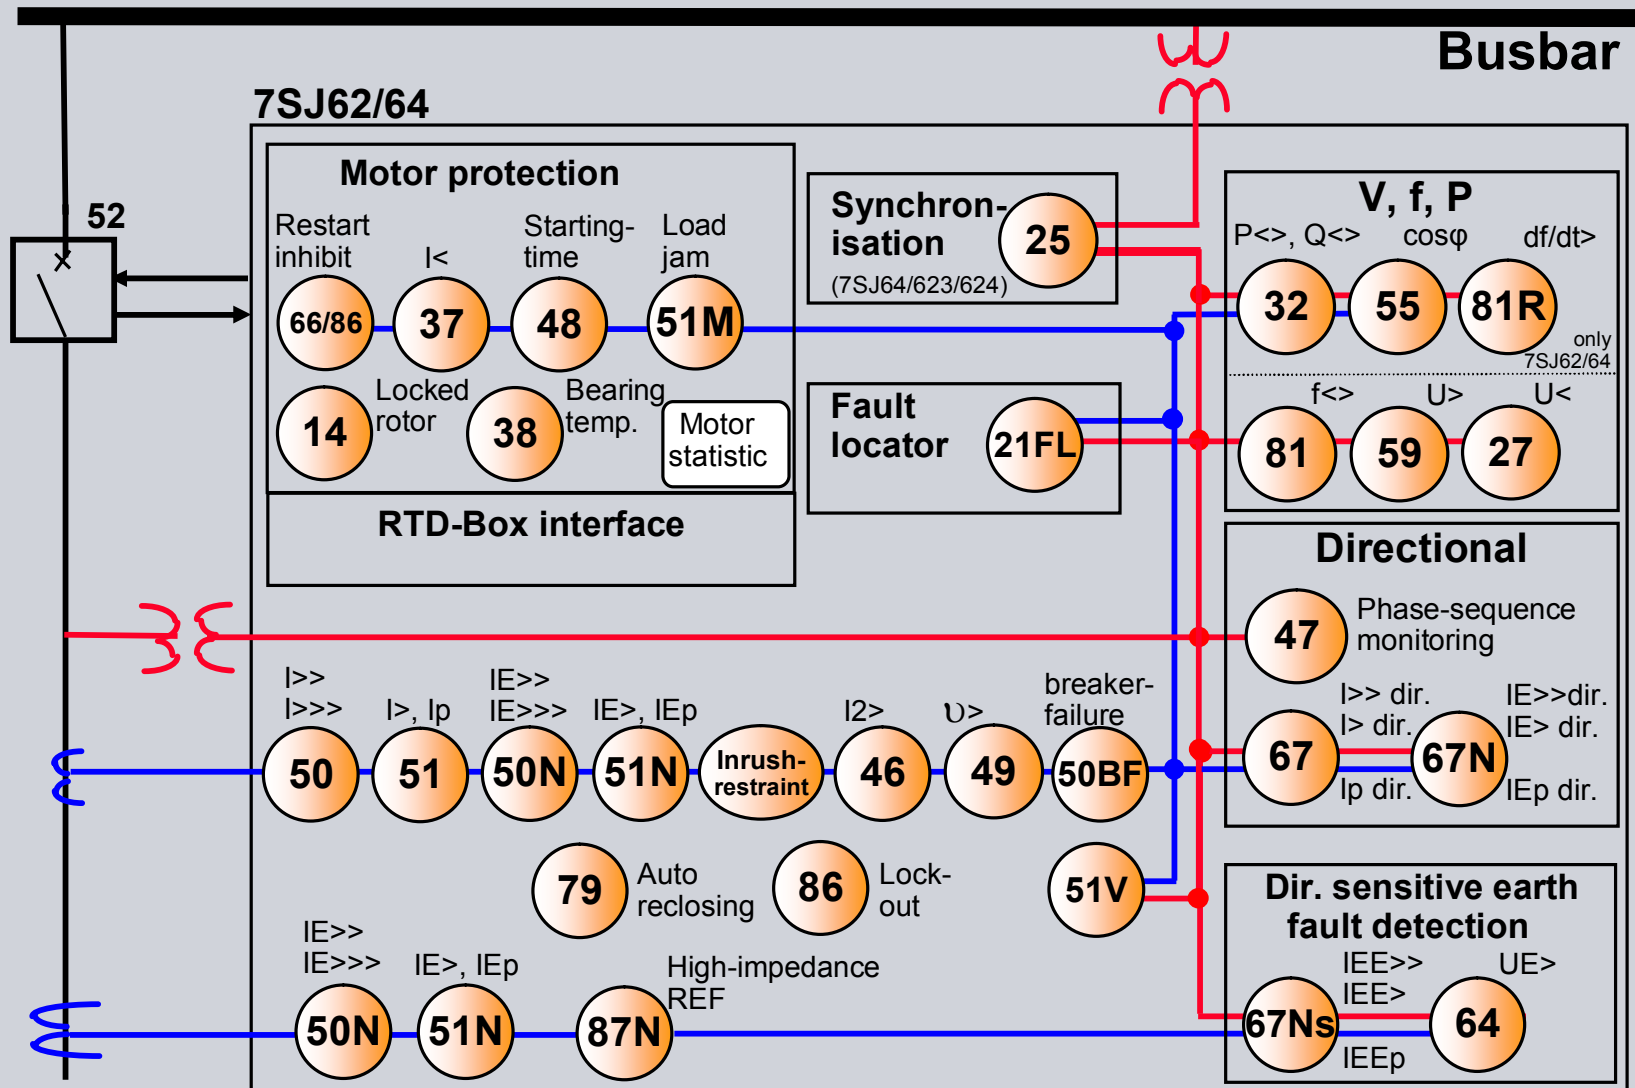 Busbar
7SJ62/64
52
Motor protection
Restart
inhibit
I<
Starting-
time
Load
jam
66/86
37
48
51M
14
Locked
rotor
38
Bearing
temp.
Motor
statistic
RTD-Box interface
Synchron-
isation
(7SJ64/623/624)
25
Fault
locator
21FL
V, f, P
P<>, Q<>
cosφ
df/dt>
32
55
81R
only
7SJ62/64
f<>
U>
U<
81
59
27
Directional
47
Phase-sequence
monitoring
I>> dir.
I> dir.
IE>>dir.
IE> dir.
67
67N
Ip dir.
IEp dir.
I>>
I>>>
I>, Ip
IE>>
IE>>>
IE>, IEp
I2>
υ>
breaker-
failure
50
51
50N
51N
Inrush-
restraint
46
49
50BF
79
Auto
reclosing
86
Lock-
out
51V
IE>>
IE>>>
IE>, IEp
High-impedance
REF
50N
51N
87N
Dir. sensitive earth
fault detection
IEE>>
IEE>
UE>
67Ns
64
IEEp